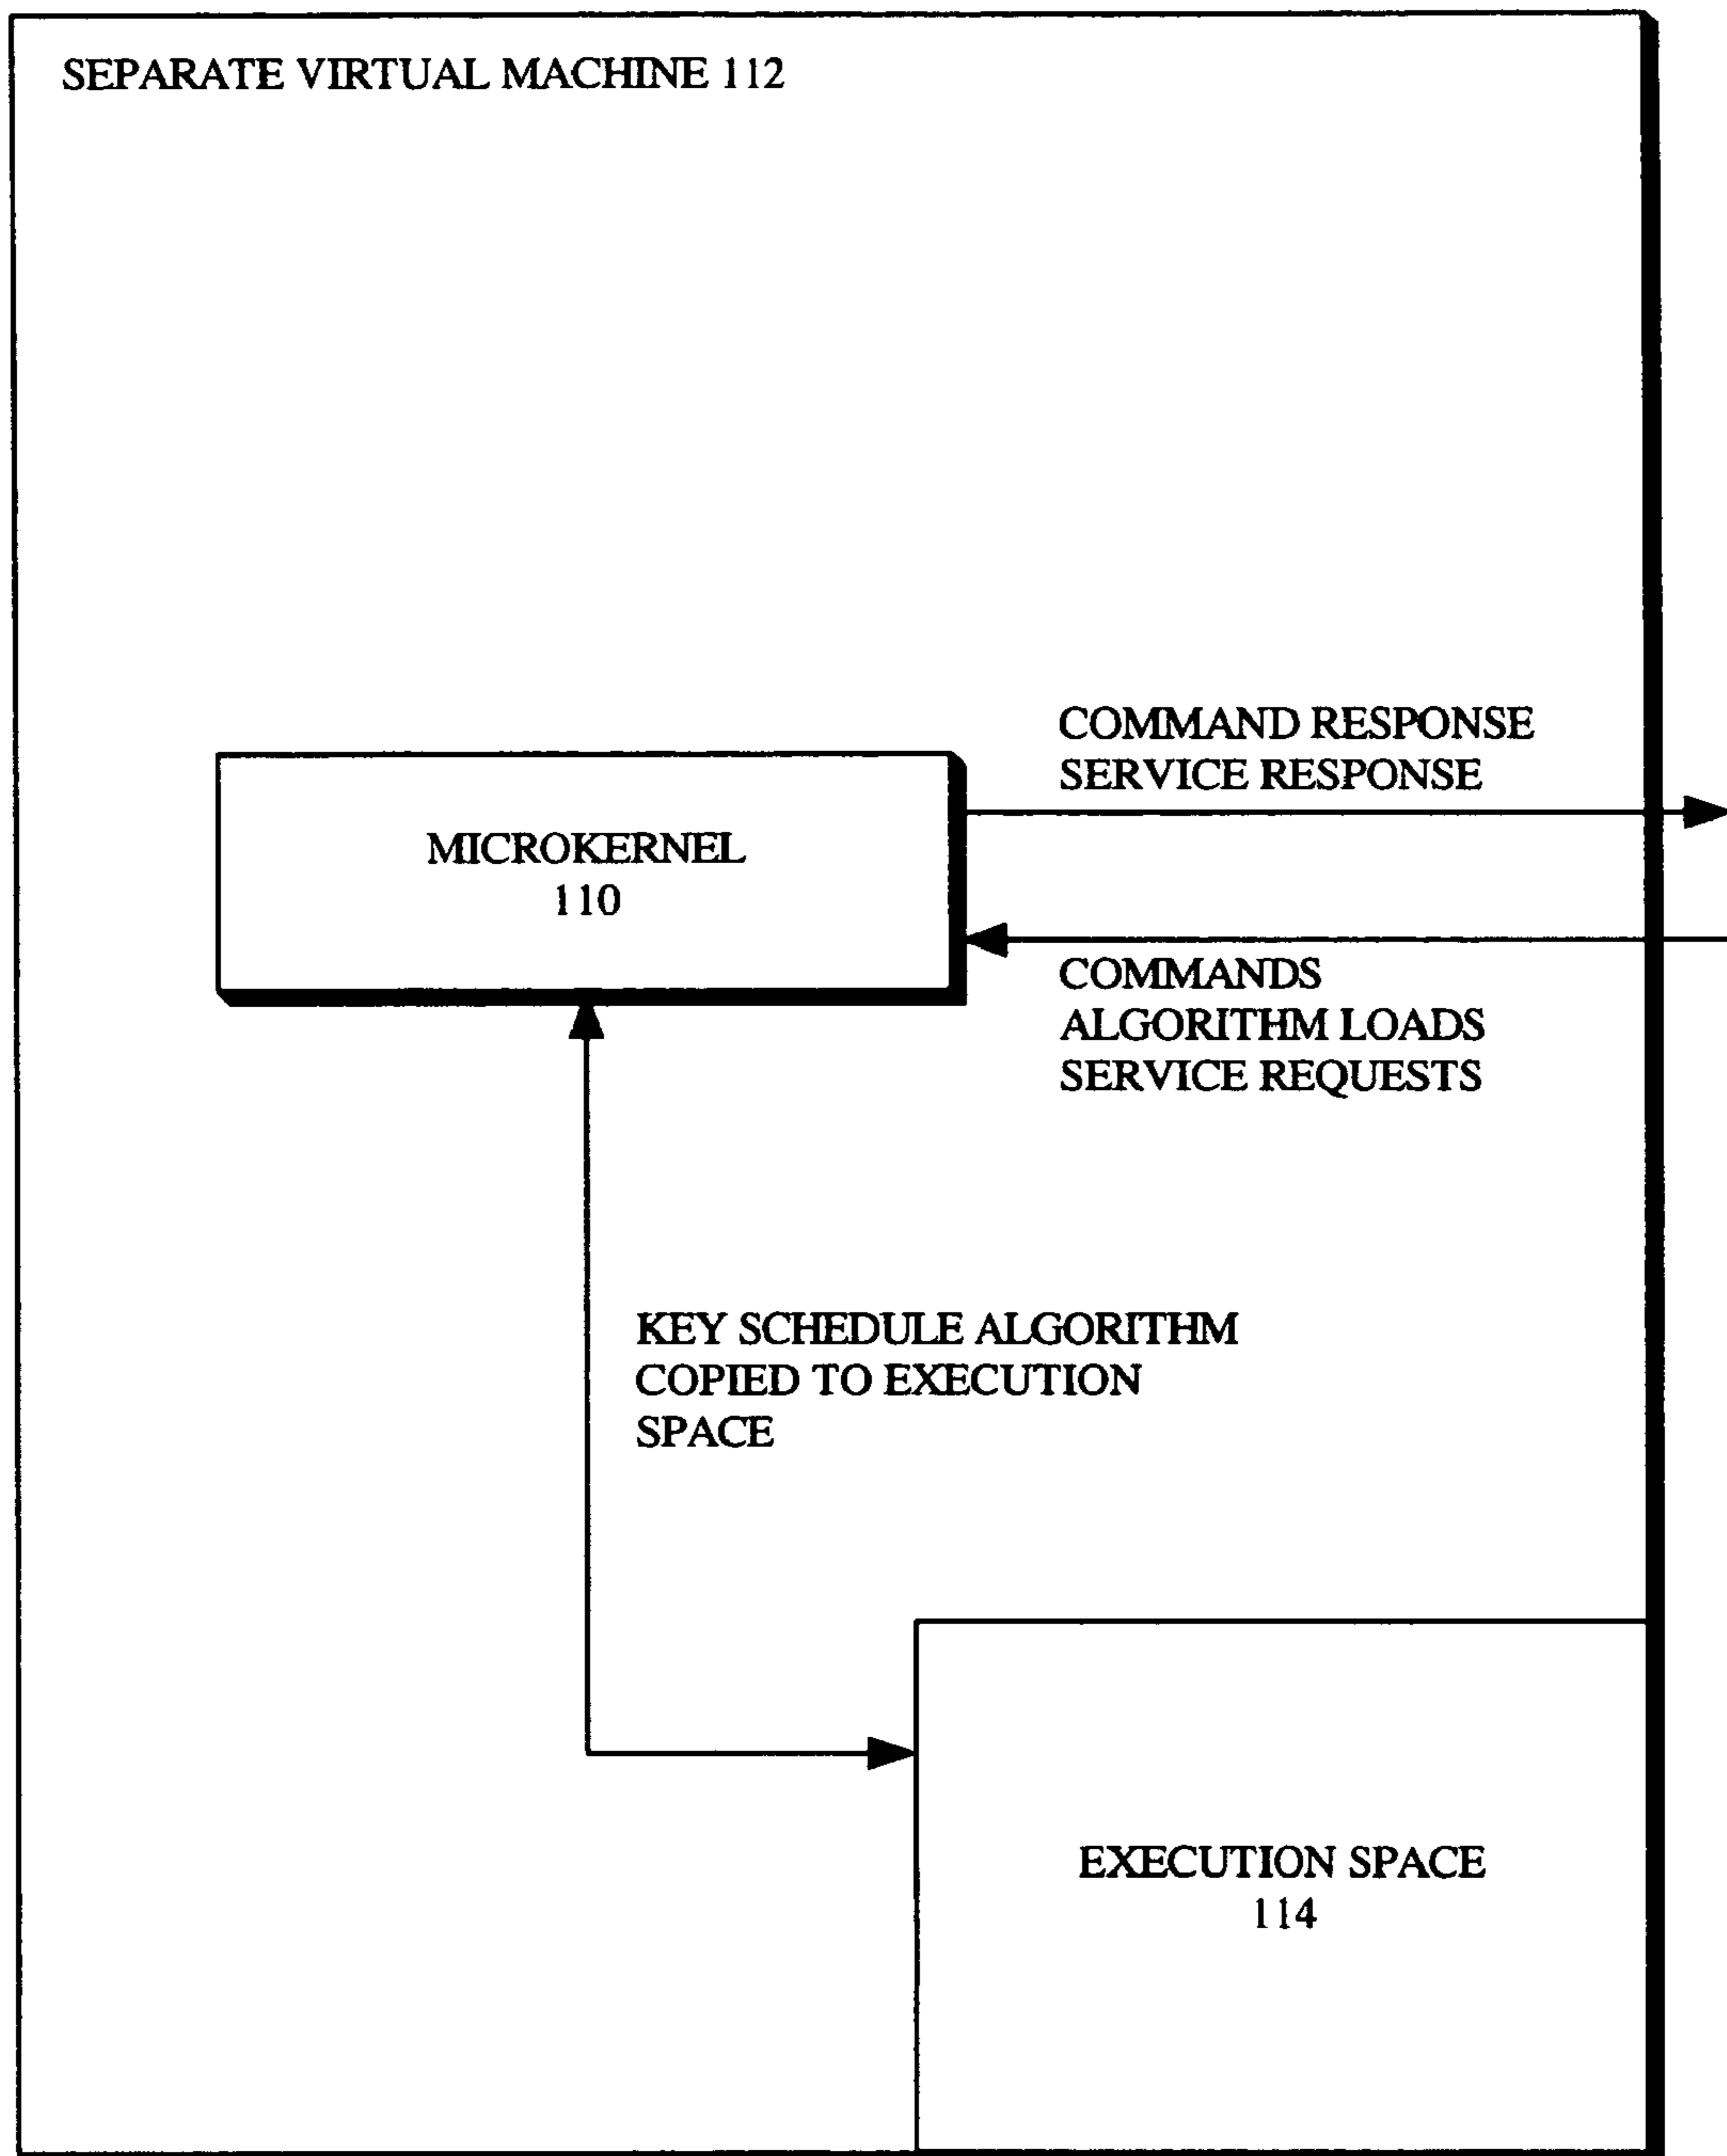 SEPARATE VIRTUAL MACHINE 112
COMMAND RESPONSE
SERVICE RESPONSE
MICROKERNEL
110
COMMANDS
ALGORITHM LOADS
SERVICE REQUESTS
KEY SCHEDULE ALGORITHM
COPIED TO EXECUTION
SPACE
EXECUTION SPACE
114